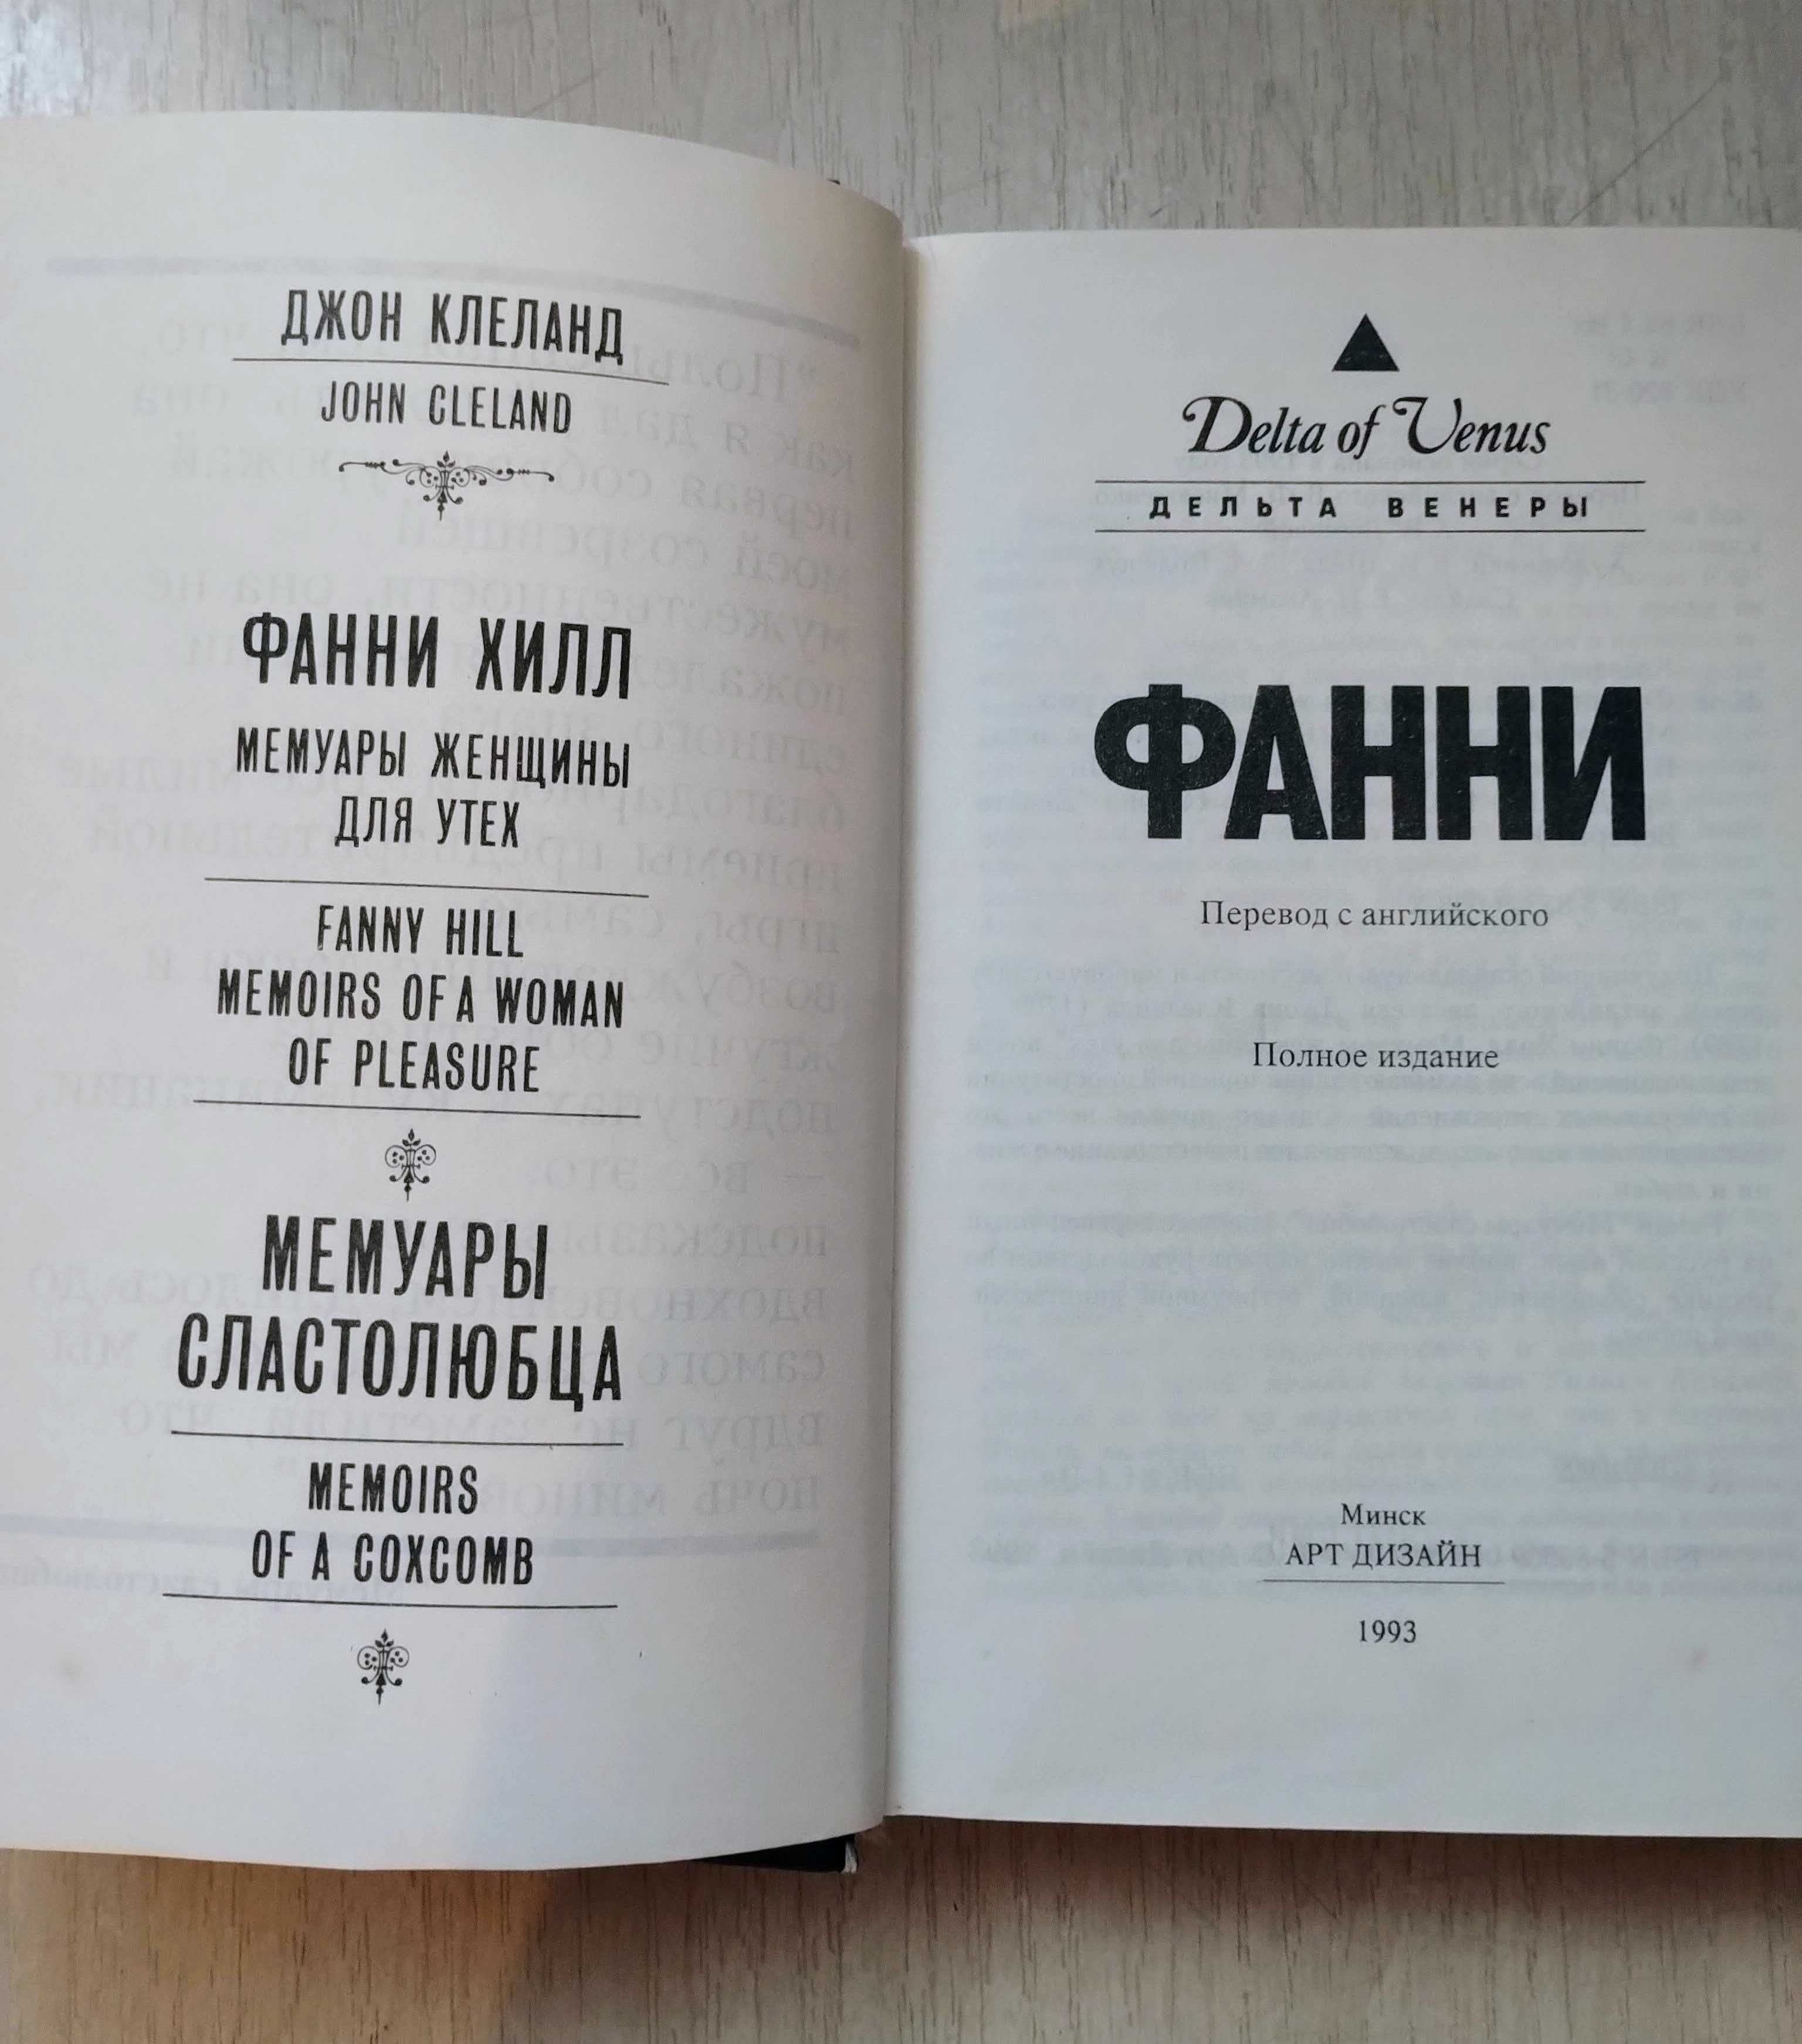 ДЖОН КЛЕЛАНД
JOHN CLELAND
ФАННИ ХИЛЛ
МЕМУАРЫ ЖЕНЩИНЫ
ДЛЯ УТЕХ
FANNY HILL
MEMOIRS OF A WOMAN
OF PLEASURE
МЕМУАРЫ
СЛАСТОЛЮБЦА
MEMOIRS
OF A COXCOMB
Delta of Venus
ДЕЛЬТА ВЕНЕРЫ
ФАННИ
Перевод с английского
Полное издание
Минск
АРТ ДИЗАЙН
1993